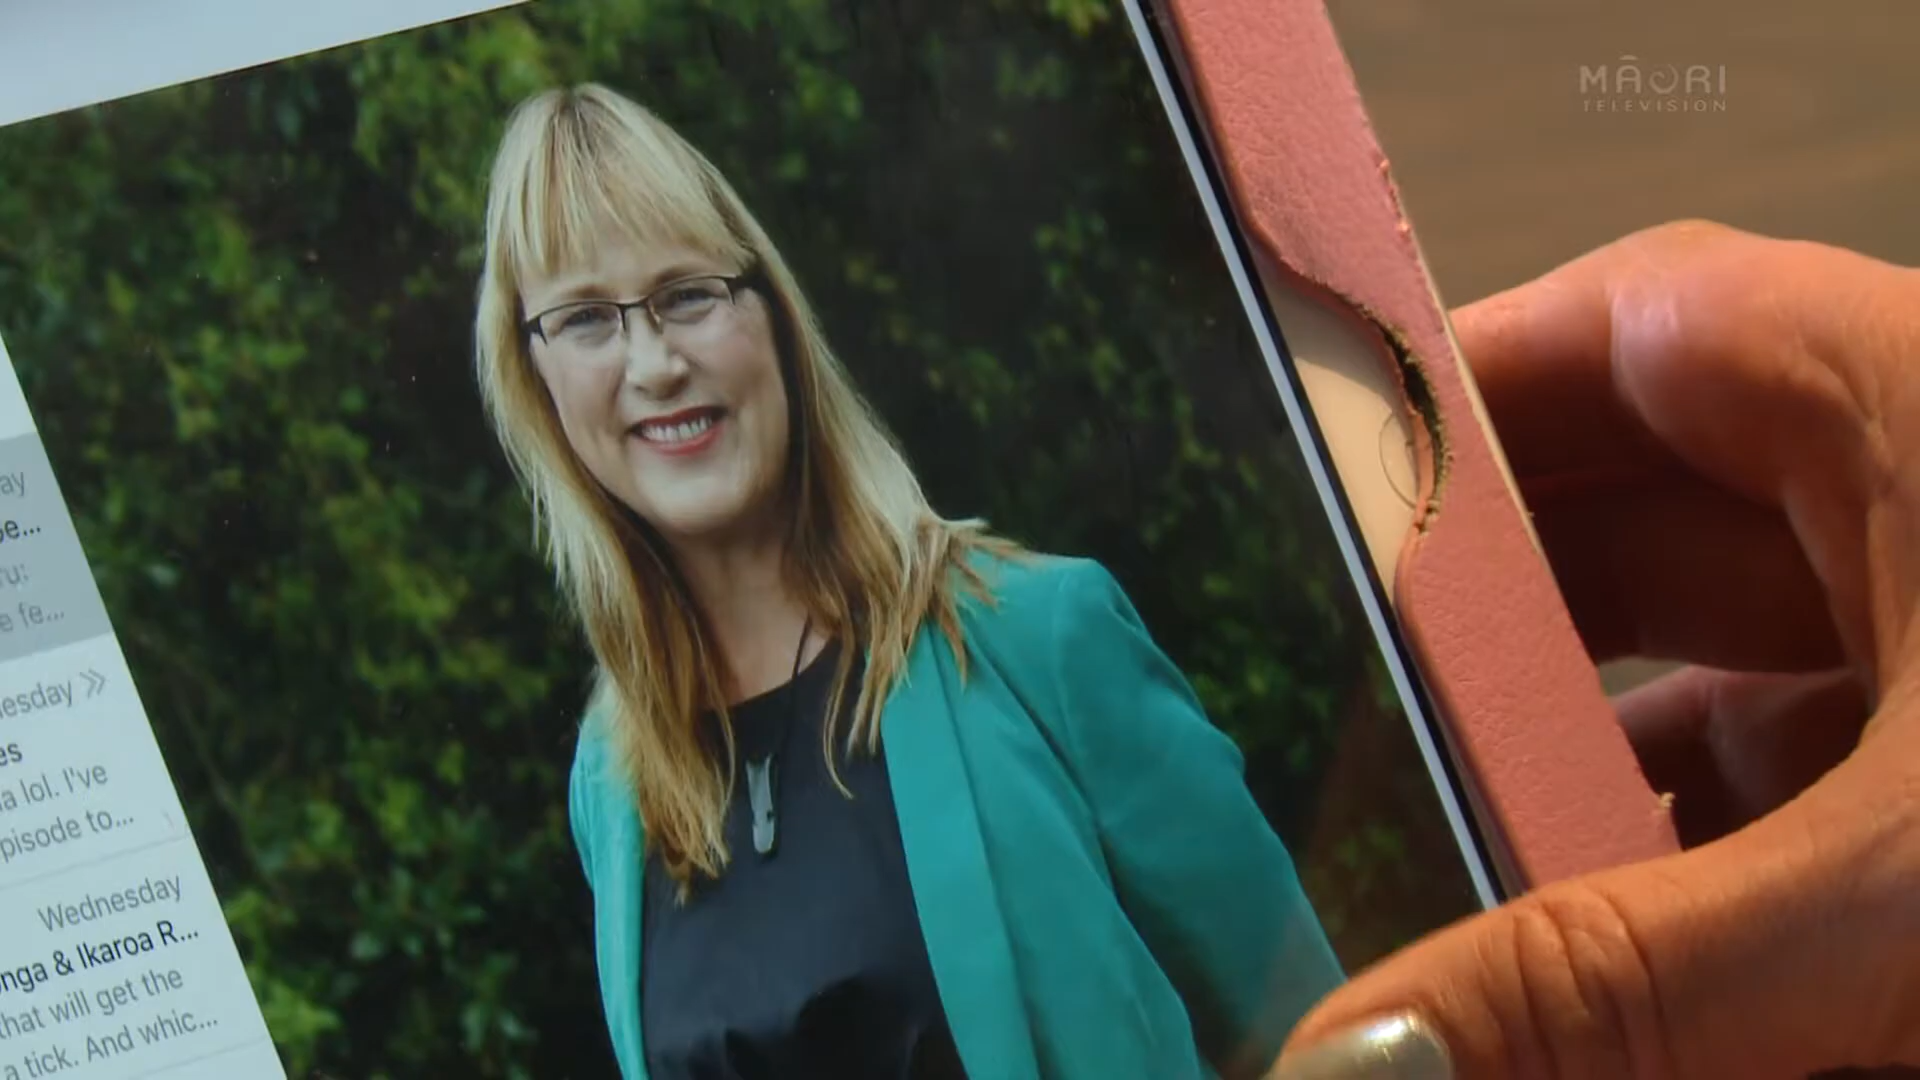 MĀORI
TELEVISION
ay
e...
ru:
e fe...
esday
es
a lol. I've
pisode to...
Wednesday
nga & Ikaroa R...
that will get the
a tick. And whic...